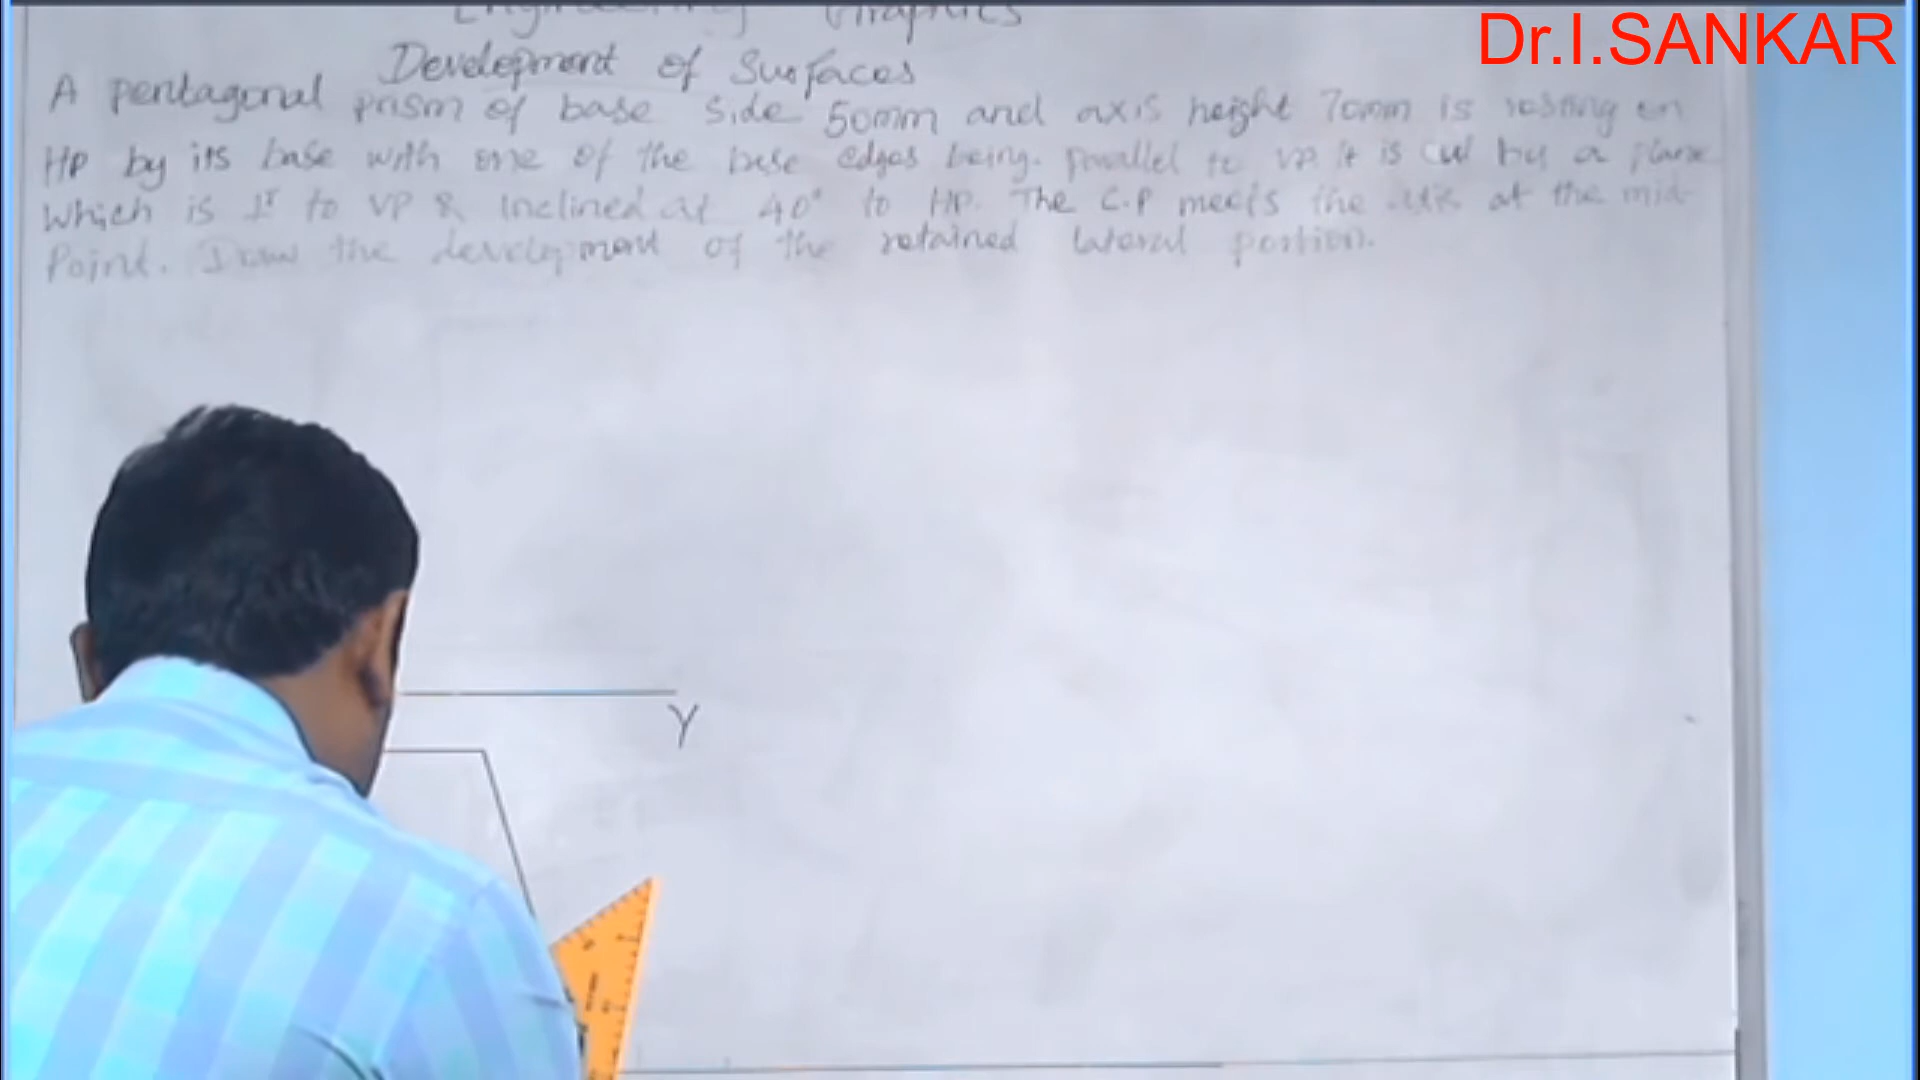 Engineering Graphics
Dr.I.SANKAR
Development of Surfaces
A pentagonal prism of base side 50mm and axis height 70mm is resting on
HP by its base with one of the base edges being. parallel to VP. It is cut by a plane
which is 1r to VP & inclined at 40° to HP. The C.P meets the axis at the mid-
Point. Draw the development of the retained lateral portion.
Y